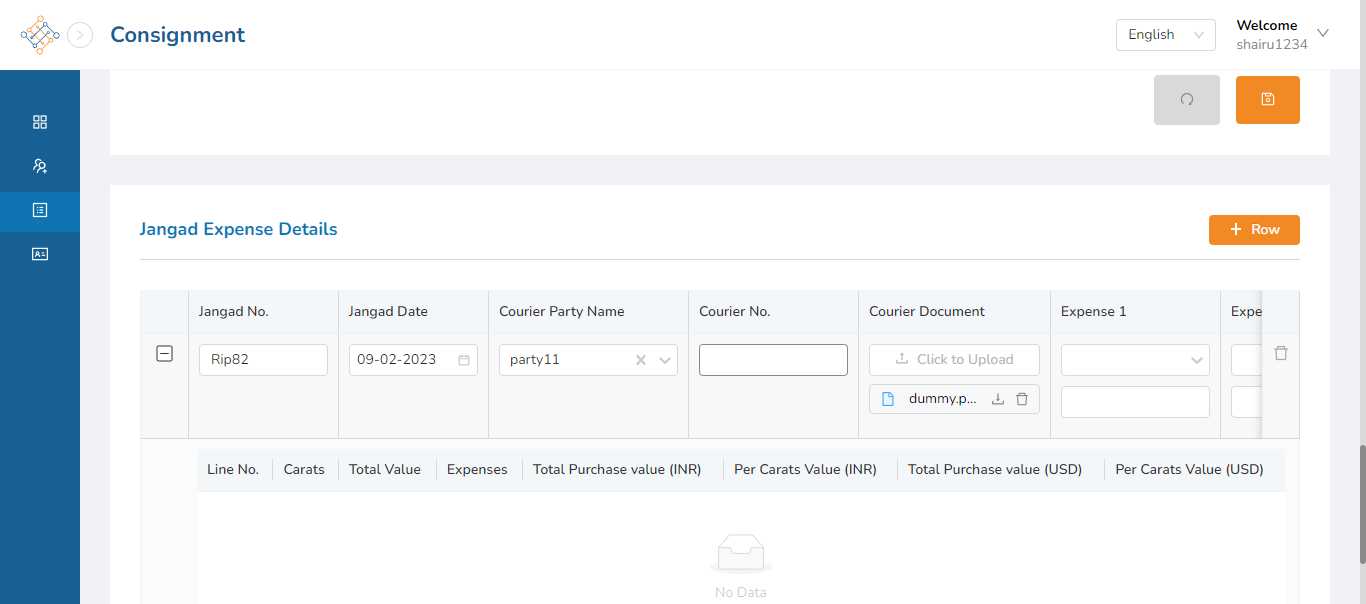 Consignment
English
Welcome
shairu1234
Jangad Expense Details
+ Row
Jangad No.
Jangad Date
Courier Party Name
Courier No.
Courier Document
Expense 1
Expe
Rip82
09-02-2023
party11
Click to Upload
dummy.p...
Line No.
Carats
Total Value
Expenses
Total Purchase value (INR)
Per Carats Value (INR)
Total Purchase value (USD)
Per Carats Value (USD)
No Data